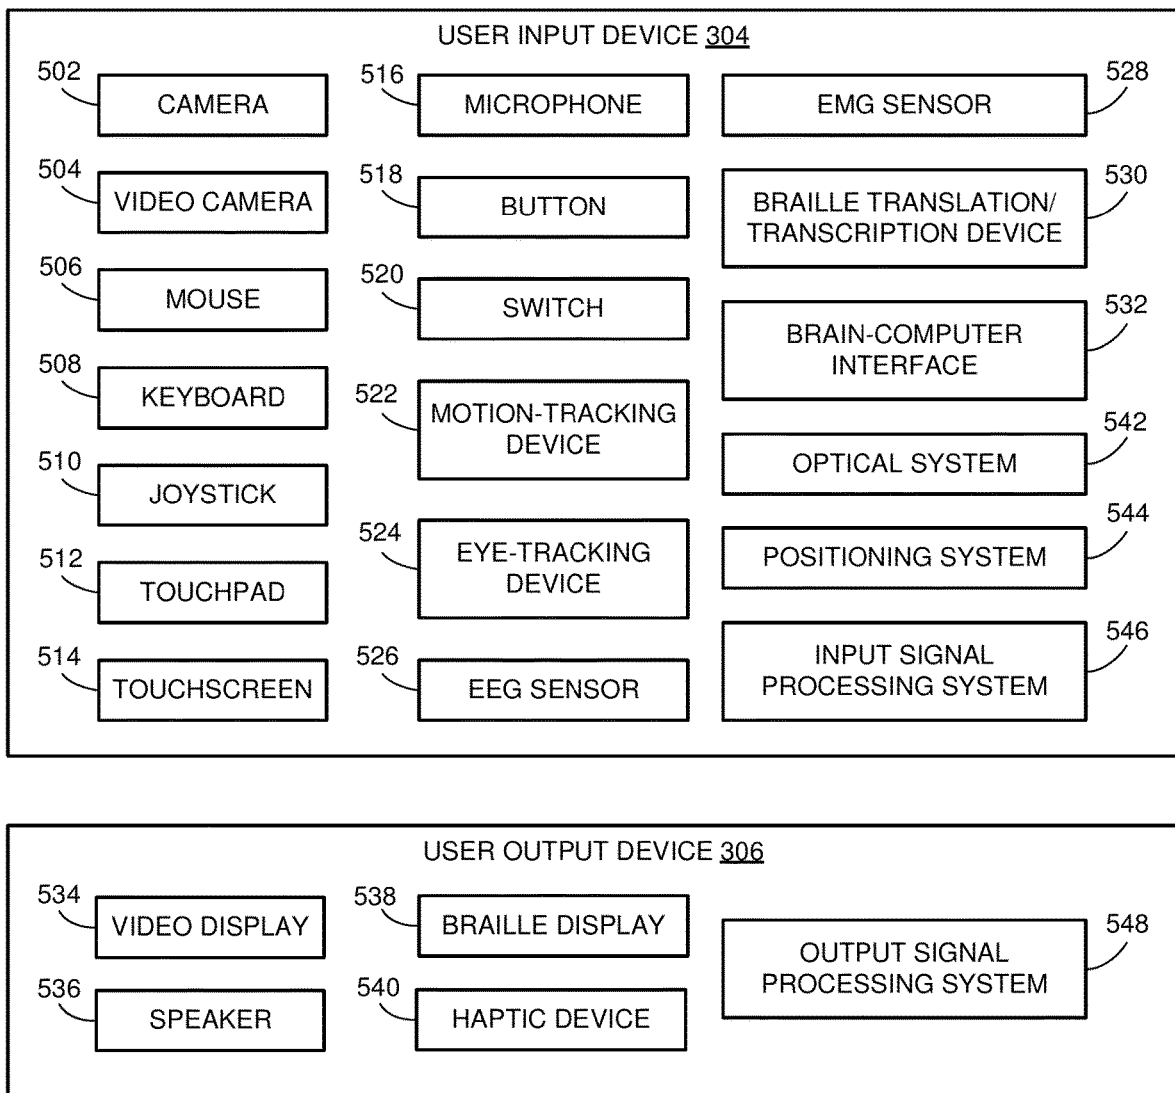 USER INPUT DEVICE 304
502
CAMERA
504
VIDEO CAMERA
506
MOUSE
508
KEYBOARD
510
JOYSTICK
512
TOUCHPAD
514
TOUCHSCREEN
516
MICROPHONE
518
BUTTON
520
SWITCH
522
MOTION-TRACKING
DEVICE
524
EYE-TRACKING
DEVICE
526
EEG SENSOR
528
EMG SENSOR
530
BRAILLE TRANSLATION/
TRANSCRIPTION DEVICE
532
BRAIN-COMPUTER
INTERFACE
542
OPTICAL SYSTEM
544
POSITIONING SYSTEM
546
INPUT SIGNAL
PROCESSING SYSTEM
USER OUTPUT DEVICE 306
534
VIDEO DISPLAY
536
SPEAKER
538
BRAILLE DISPLAY
540
HAPTIC DEVICE
548
OUTPUT SIGNAL
PROCESSING SYSTEM